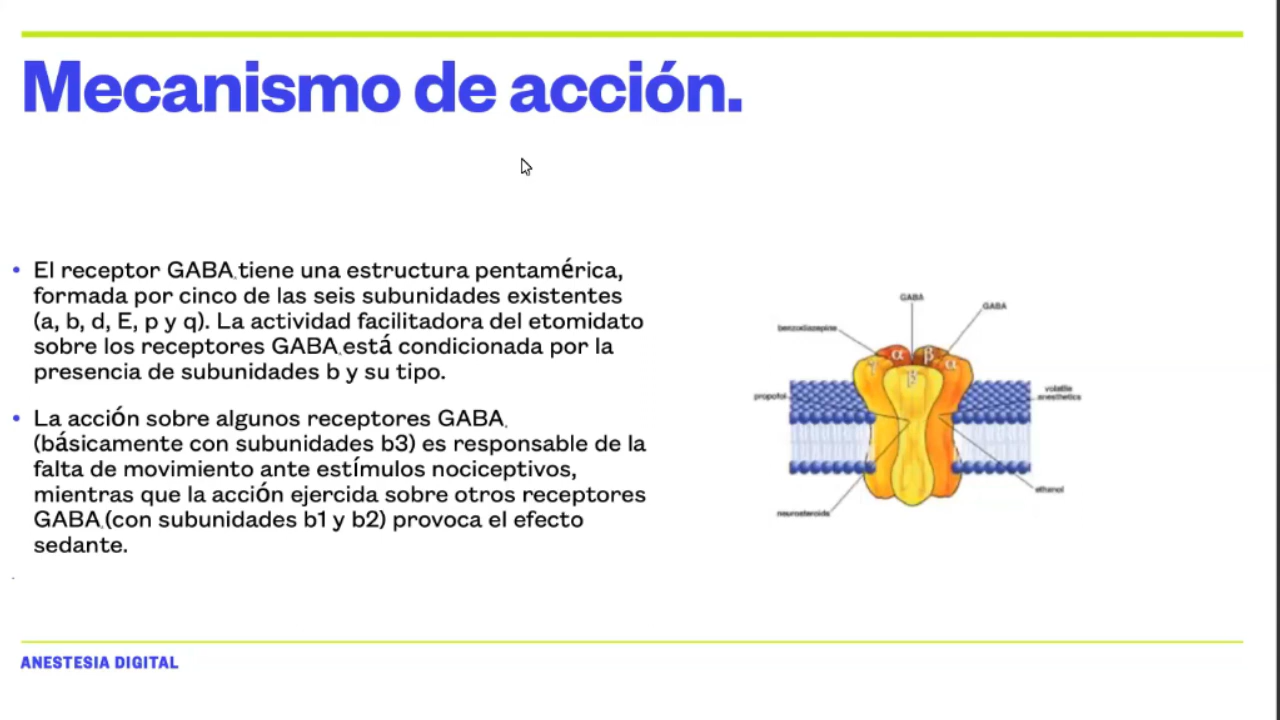 Mecanismo de acción.
• El receptor GABA tiene una estructura pentamérica,
formada por cinco de las seis subunidades existentes
(a, b, d, E, p y q). La actividad facilitadora del etomidato
sobre los receptores GABA está condicionada por la
presencia de subunidades b y su tipo.
• La acción sobre algunos receptores GABA
(básicamente con subunidades b3) es responsable de la
falta de movimiento ante estímulos nociceptivos,
mientras que la acción ejercida sobre otros receptores
GABA (con subunidades b1 y b2) provoca el efecto
sedante.
GABA
GABA
benzodiazepine
α β
γ α
β
propofol
volatile
anesthetics
ethanol
neurosteroids
ANESTESIA DIGITAL